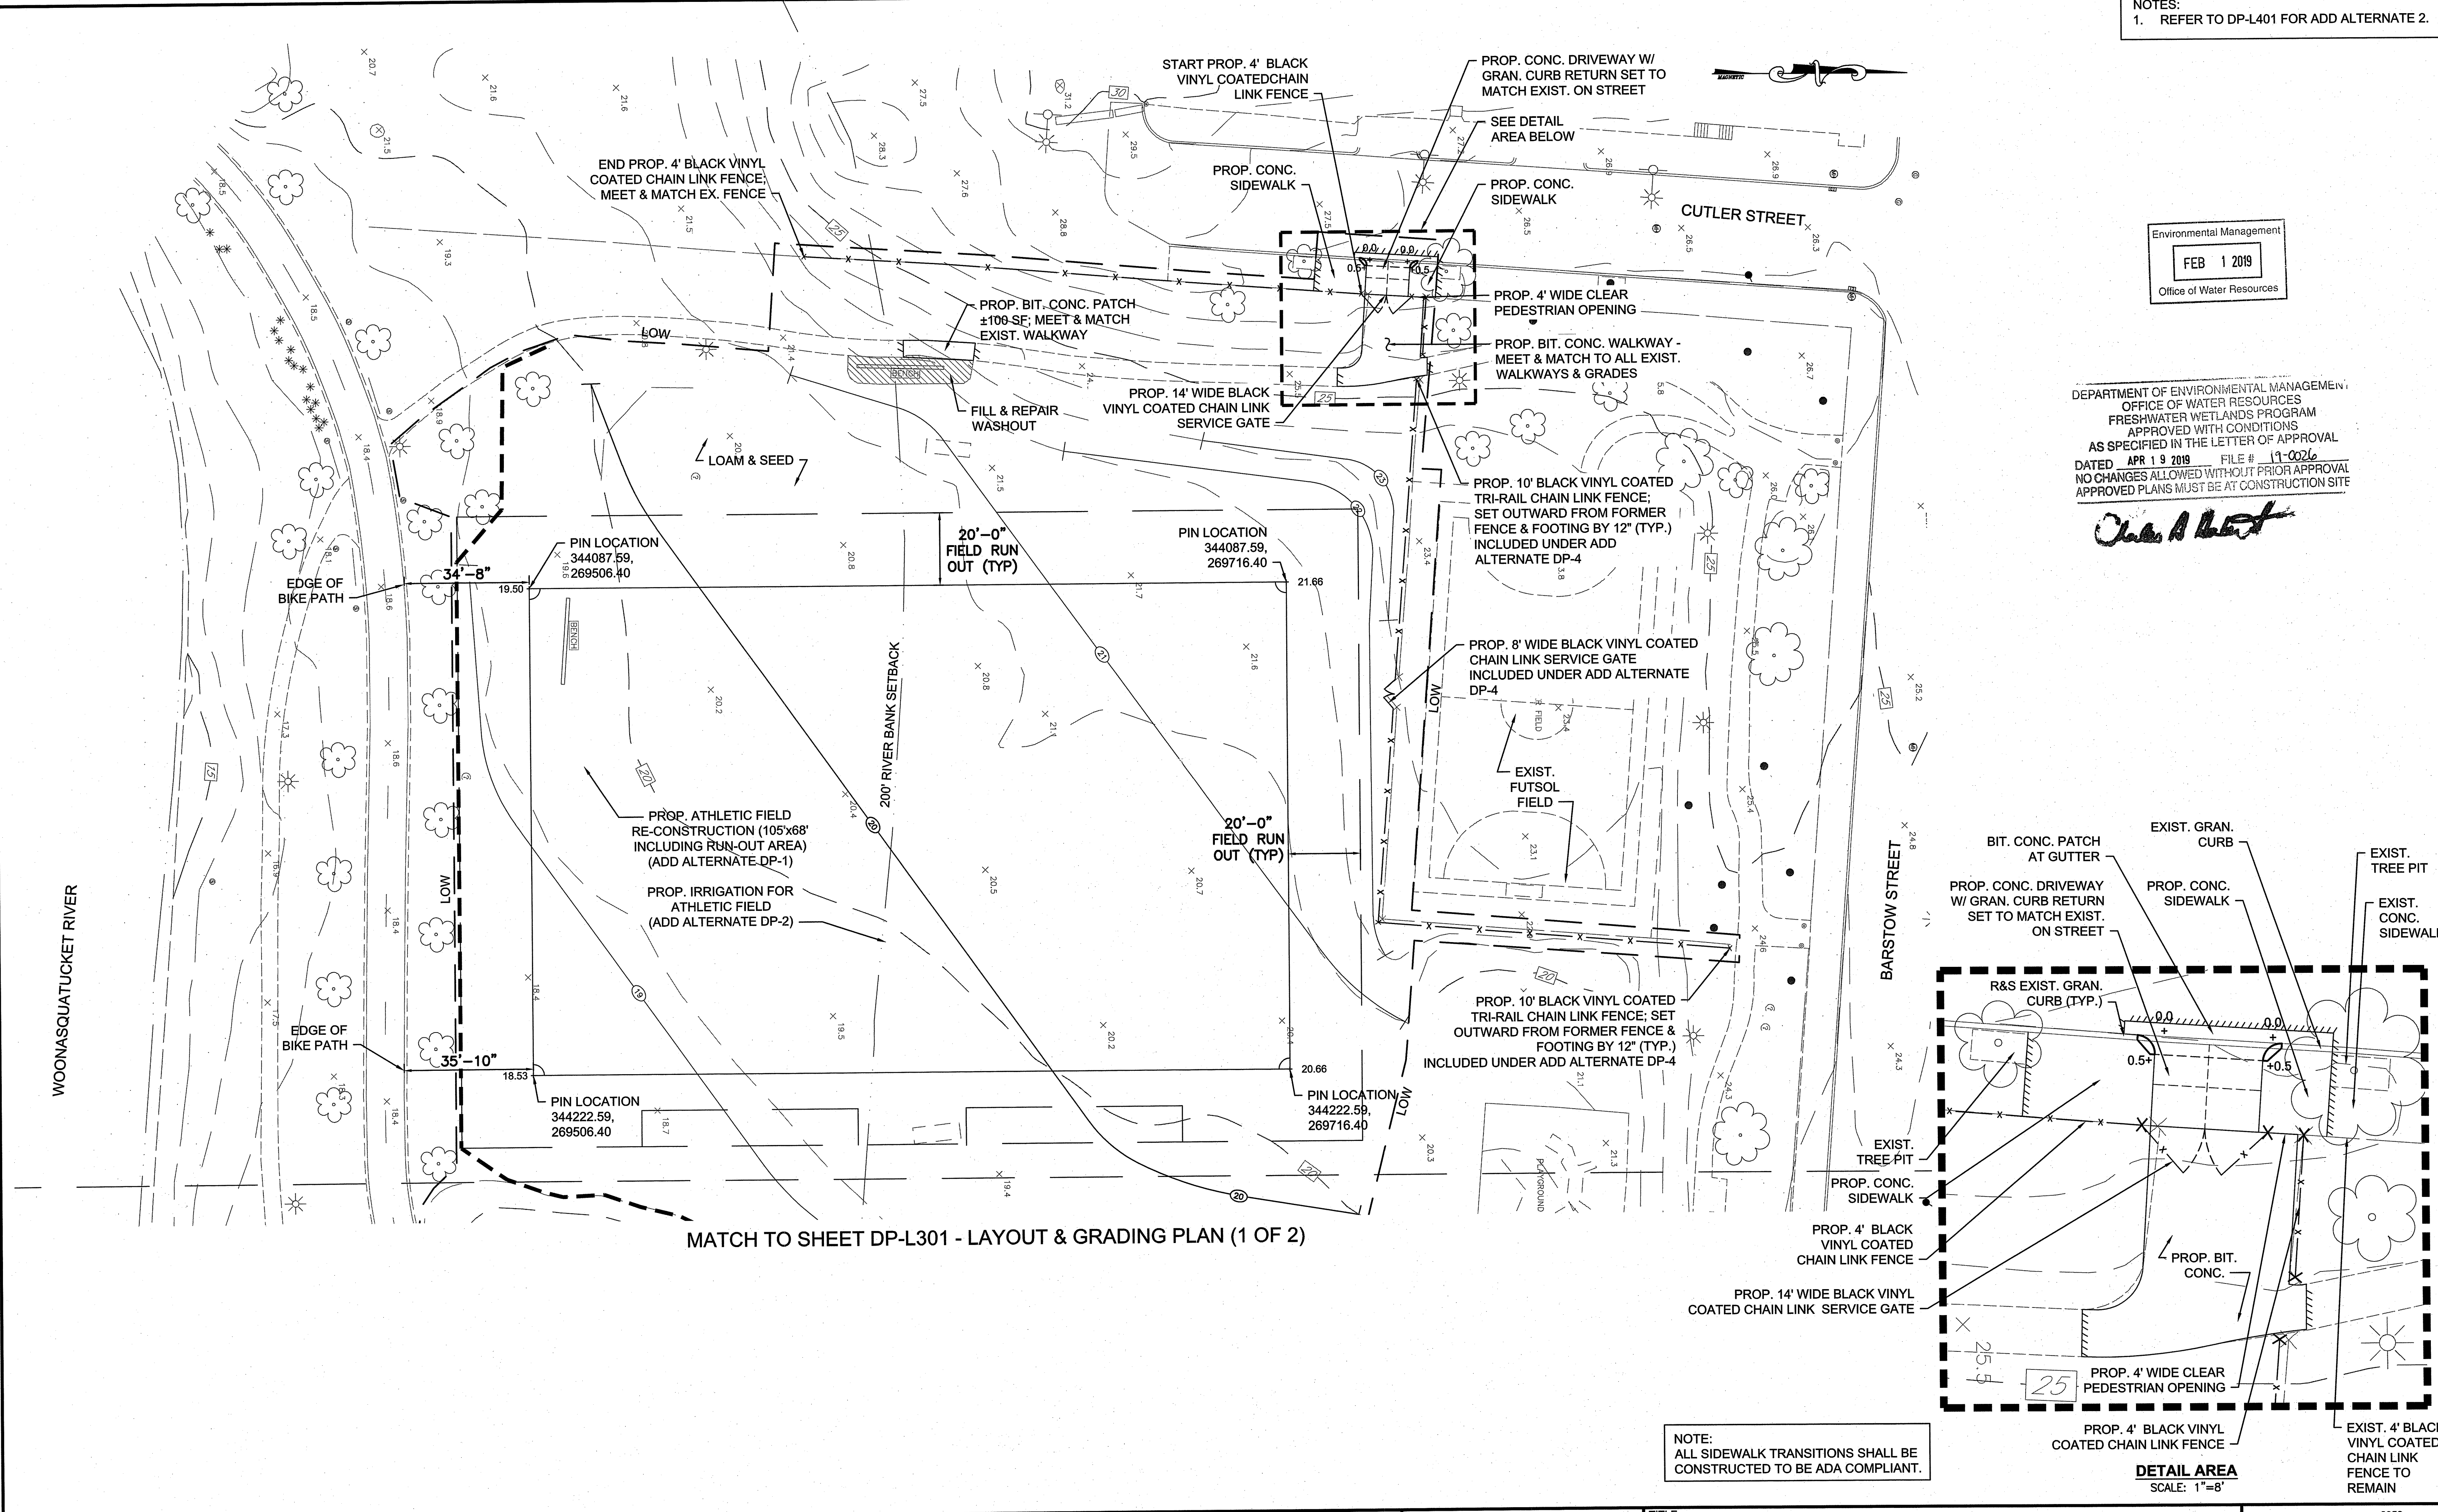 NOTES:
1. REFER TO DP-L401 FOR ADD ALTERNATE 2.
START PROP. 4' BLACK
VINYL COATEDCHAIN
LINK FENCE
PROP. CONC. DRIVEWAY W/
GRAN. CURB RETURN SET TO
MATCH EXIST. ON STREET
MAGNETIC
SEE DETAIL
AREA BELOW
END PROP. 4' BLACK VINYL
COATED CHAIN LINK FENCE;
MEET & MATCH EX. FENCE
PROP. CONC.
SIDEWALK
PROP. CONC.
SIDEWALK
CUTLER STREET
Environmental Management
FEB 1 2019
Office of Water Resources
PROP. BIT. CONC. PATCH
±100 SF; MEET & MATCH
EXIST. WALKWAY
PROP. 4' WIDE CLEAR
PEDESTRIAN OPENING
PROP. BIT. CONC. WALKWAY -
MEET & MATCH TO ALL EXIST.
WALKWAYS & GRADES
LOW
BENCH
PROP. 14' WIDE BLACK
VINYL COATED CHAIN LINK
SERVICE GATE
FILL & REPAIR
WASHOUT
DEPARTMENT OF ENVIRONMENTAL MANAGEMENT
OFFICE OF WATER RESOURCES
FRESHWATER WETLANDS PROGRAM
APPROVED WITH CONDITIONS
AS SPECIFIED IN THE LETTER OF APPROVAL
DATED APR 19 2019 FILE # 19-0026
NO CHANGES ALLOWED WITHOUT PRIOR APPROVAL
APPROVED PLANS MUST BE AT CONSTRUCTION SITE
LOAM & SEED
PROP. 10' BLACK VINYL COATED
TRI-RAIL CHAIN LINK FENCE;
SET OUTWARD FROM FORMER
FENCE & FOOTING BY 12" (TYP.)
INCLUDED UNDER ADD
ALTERNATE DP-4
PIN LOCATION
344087.59,
269506.40
20'-0"
FIELD RUN
OUT (TYP)
PIN LOCATION
344087.59,
269716.40
EDGE OF
BIKE PATH
34'-8"
19.50
21.66
BENCH
200' RIVER BANK SETBACK
PROP. 8' WIDE BLACK VINYL COATED
CHAIN LINK SERVICE GATE
INCLUDED UNDER ADD ALTERNATE
DP-4
LOW
FIELD
EXIST.
FUTSOL
FIELD
PROP. ATHLETIC FIELD
RE-CONSTRUCTION (105'x68'
INCLUDING RUN-OUT AREA)
(ADD ALTERNATE DP-1)
PROP. IRRIGATION FOR
ATHLETIC FIELD
(ADD ALTERNATE DP-2)
20'-0"
FIELD RUN
OUT (TYP)
LOW
WOONASQUATUCKET RIVER
BARSTOW STREET
EDGE OF
BIKE PATH
35'-10"
18.53
20.66
PIN LOCATION
344222.59,
269506.40
PIN LOCATION
344222.59,
269716.40
LOW
PROP. 10' BLACK VINYL COATED
TRI-RAIL CHAIN LINK FENCE; SET
OUTWARD FROM FORMER FENCE &
FOOTING BY 12" (TYP.)
INCLUDED UNDER ADD ALTERNATE DP-4
PLAYGROUND
MATCH TO SHEET DP-L301 - LAYOUT & GRADING PLAN (1 OF 2)
BIT. CONC. PATCH
AT GUTTER
EXIST. GRAN.
CURB
EXIST.
TREE PIT
PROP. CONC. DRIVEWAY
W/ GRAN. CURB RETURN
SET TO MATCH EXIST.
ON STREET
PROP. CONC.
SIDEWALK
EXIST.
CONC.
R&S EXIST. GRAN.
CURB (TYP.)
0.0
0.0
0.5+
+0.5
EXIST.
TREE PIT
PROP. CONC.
SIDEWALK
PROP. 4' BLACK
VINYL COATED
CHAIN LINK FENCE
PROP. 14' WIDE BLACK VINYL
COATED CHAIN LINK SERVICE GATE
PROP. BIT.
CONC.
25.5
25
PROP. 4' WIDE CLEAR
PEDESTRIAN OPENING
PROP. 4' BLACK VINYL
COATED CHAIN LINK FENCE
EXIST. 4'
VINYL COATED
CHAIN LINK
FENCE TO
REMAIN
DETAIL AREA
SCALE: 1"=8'
NOTE:
ALL SIDEWALK TRANSITIONS SHALL BE
CONSTRUCTED TO BE ADA COMPLIANT.